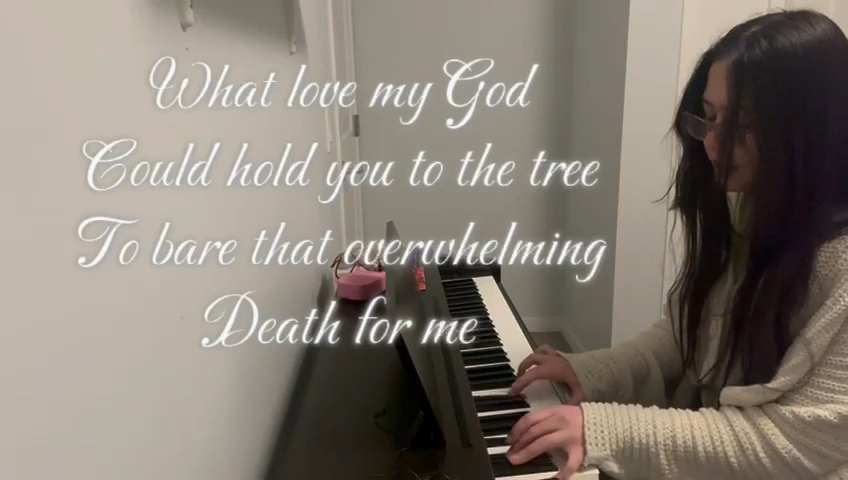 What love my God
Could hold you to the tree
To bare that overwhelming
Death for me